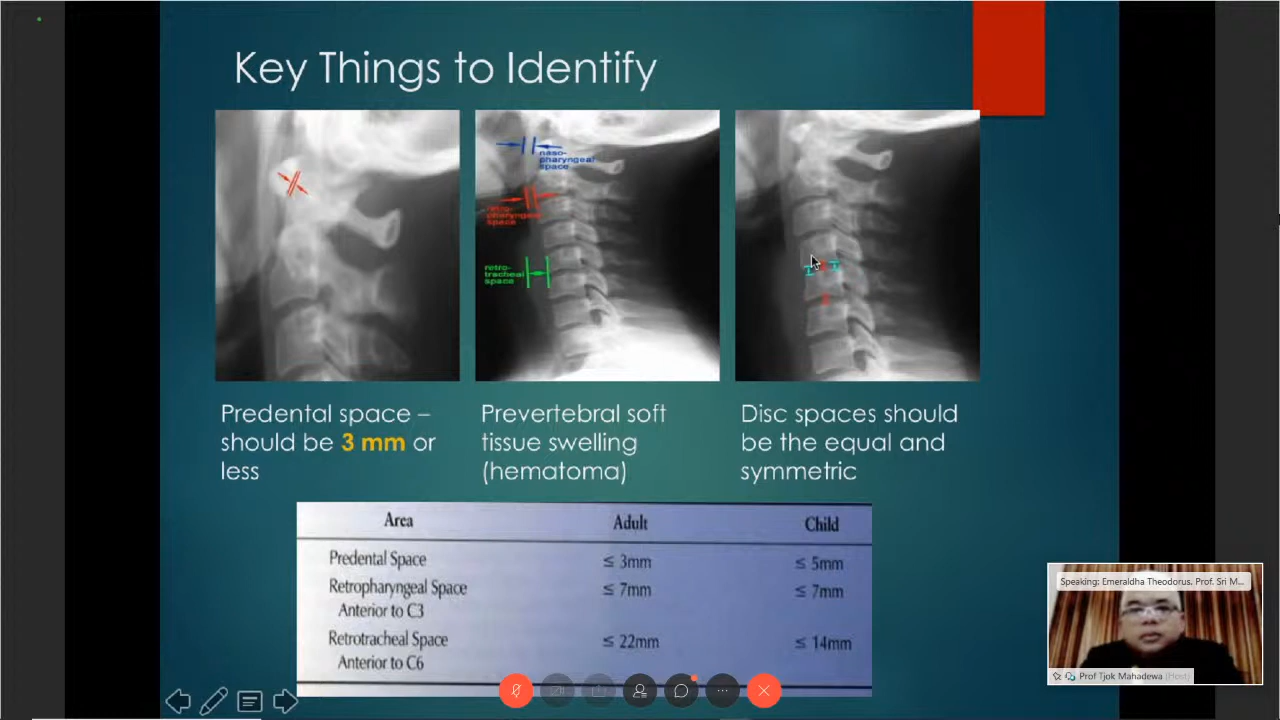 Key Things to Identify
naso-
pharyngeal
space
retro-
pharyngeal
space
retro-
tracheal
space
Predental space –
should be 3 mm or
less
Prevertebral soft
tissue swelling
(hematoma)
Disc spaces should
be the equal and
symmetric
Area Adult Child
Predental Space ≤ 3mm ≤ 5mm
Retropharyngeal Space ≤ 7mm ≤ 7mm
Anterior to C3
Retrotracheal Space ≤ 22mm ≤ 14mm
Anterior to C6
Speaking: Emeraldha Theodorus, Prof. Sri M...
Prof Tjok Mahadewa (Host)